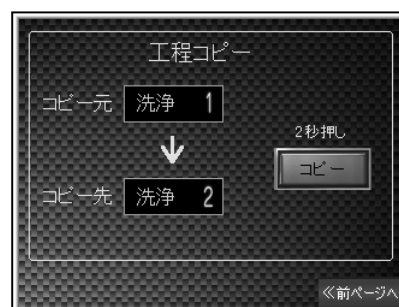 工程コピー
コピー元 洗浄 1
↓
コピー先 洗浄 2
2秒押し
コピー
≪前ページへ